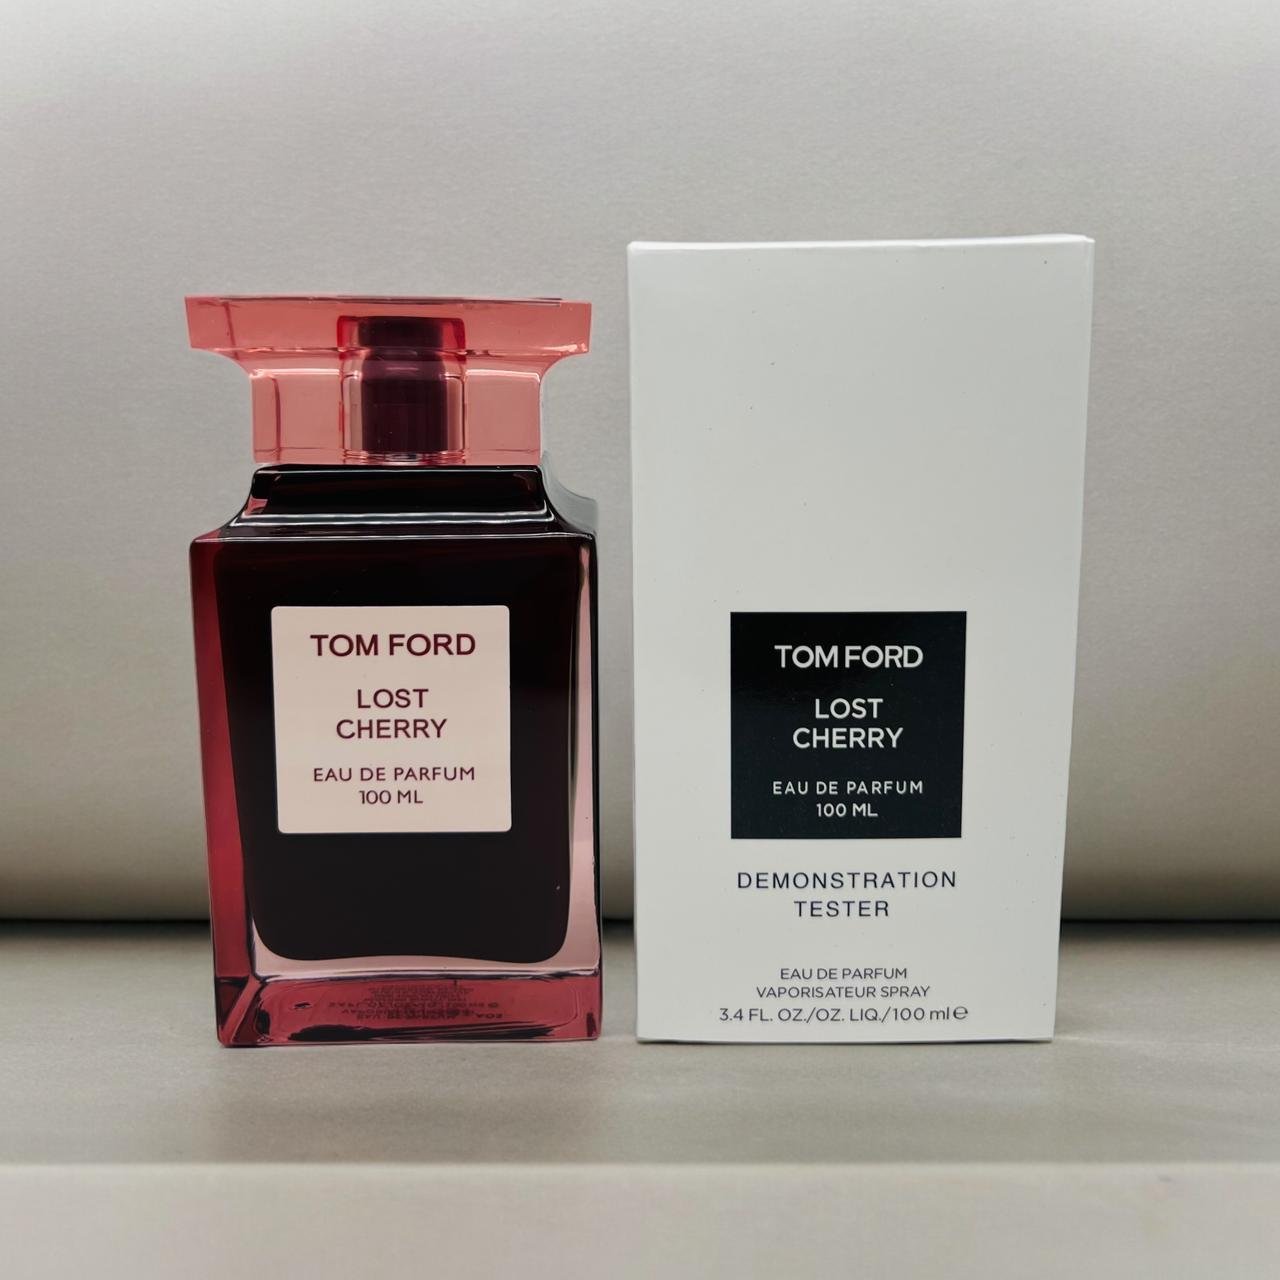 TOM FORD
LOST
CHERRY
EAU DE PARFUM
100 ML
TOM FORD
LOST
CHERRY
EAU DE PARFUM
100 ML
DEMONSTRATION
TESTER
EAU DE PARFUM
VAPORISATEUR SPRAY
3.4 FL. OZ./OZ. LIQ./100 ml e